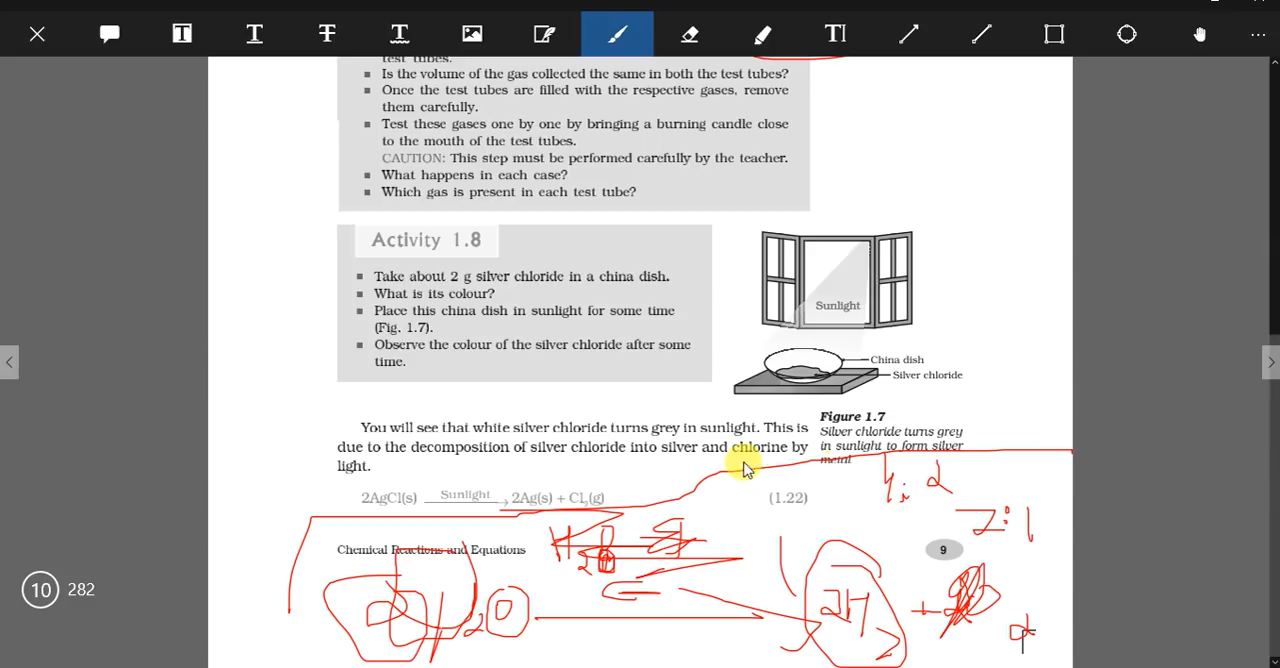 test tubes.
▪ Is the volume of the gas collected the same in both the test tubes?
▪ Once the test tubes are filled with the respective gases, remove
them carefully.
▪ Test these gases one by one by bringing a burning candle close
to the mouth of the test tubes.
CAUTION: This step must be performed carefully by the teacher.
▪ What happens in each case?
▪ Which gas is present in each test tube?
Activity 1.8
▪ Take about 2 g silver chloride in a china dish.
▪ What is its colour?
▪ Place this china dish in sunlight for some time
(Fig. 1.7).
▪ Observe the colour of the silver chloride after some
time.
Sunlight
China dish
Silver chloride
Figure 1.7
Silver chloride turns grey
in sunlight to form silver
metal
You will see that white silver chloride turns grey in sunlight. This is
due to the decomposition of silver chloride into silver and chlorine by
light.
2AgCl(s) Sunlight → 2Ag(s) + Cl₂(g) (1.22)
2:1
Chemical Reactions and Equations
9
10 282
2H₂ +